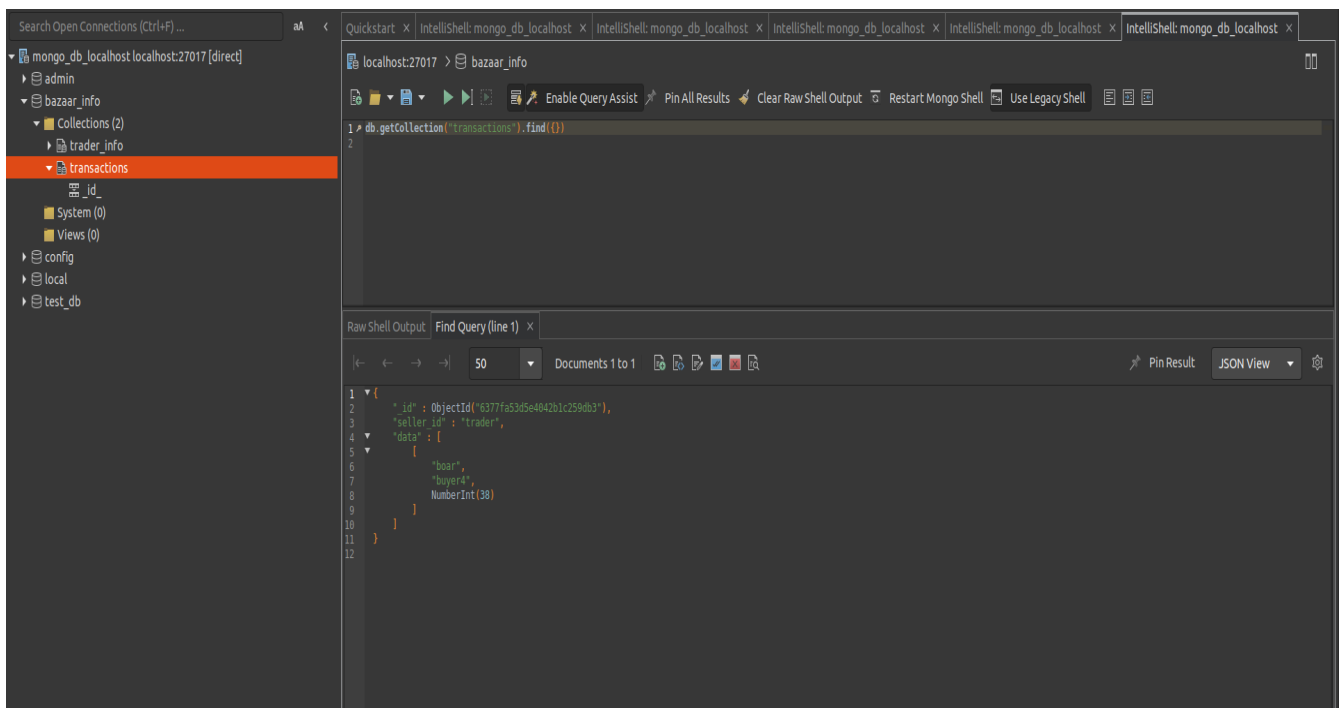 Search Open Connections (Ctrl+F) ... aA
mongo_db_localhost localhost:27017 [direct]
admin
bazaar_info
Collections (2)
trader_info
transactions
_id_
System (0)
Views (0)
config
local
test_db
Quickstart × IntelliShell: mongo_db_localhost × IntelliShell: mongo_db_localhost × IntelliShell: mongo_db_localhost × IntelliShell: mongo_db_localhost × IntelliShell: mongo_db_localhost ×
localhost:27017 > bazaar_info
Enable Query Assist Pin All Results Clear Raw Shell Output Restart Mongo Shell Use Legacy Shell
1 db.getCollection("transactions").find({})
2
Raw Shell Output Find Query (line 1) ×
50 Documents 1 to 1 Pin Result JSON View
1 {
2 "_id" : ObjectId("6377fa53d5e4042b1c259db3"),
3 "seller_id" : "trader",
4 "data" : [
5 [
6 "boar",
7 "buyer4",
8 NumberInt(38)
9 ]
10 ]
11 }
12